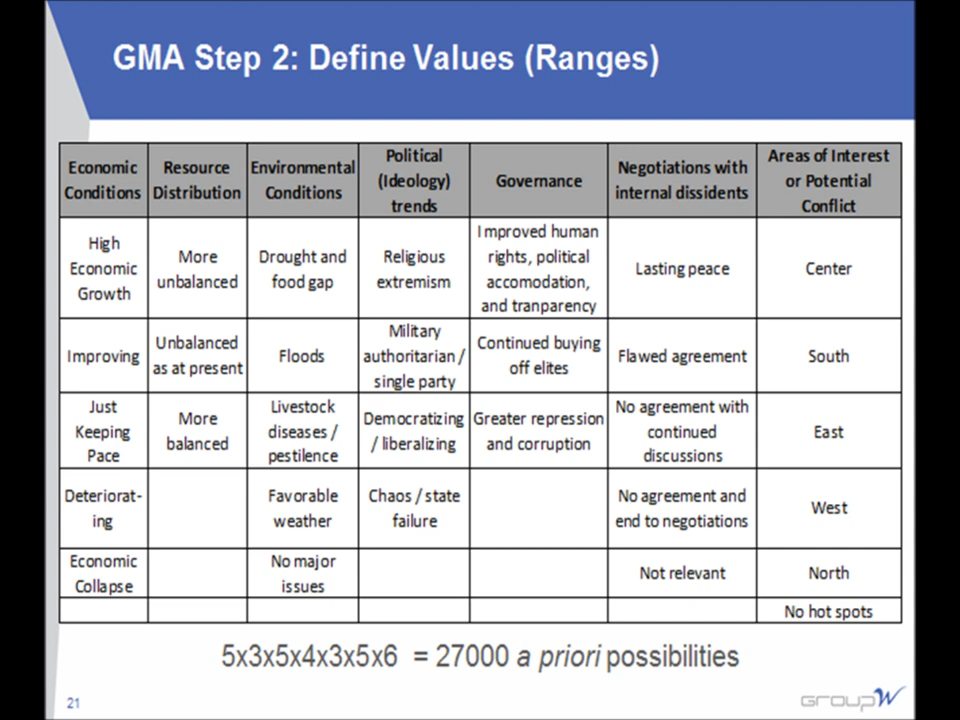 GMA Step 2: Define Values (Ranges)
Economic Conditions | Resource Distribution | Environmental Conditions | Political (Ideology) trends | Governance | Negotiations with internal dissidents | Areas of Interest or Potential Conflict
High Economic Growth | More unbalanced | Drought and food gap | Religious extremism | Improved human rights, political accomodation, and tranparency | Lasting peace | Center
Improving | Unbalanced as at present | Floods | Military authoritarian / single party | Continued buying off elites | Flawed agreement | South
Just Keeping Pace | More balanced | Livestock diseases / pestilence | Democratizing / liberalizing | Greater repression and corruption | No agreement with continued discussions | East
Deteriorat-ing | | Favorable weather | Chaos / state failure | | No agreement and end to negotiations | West
Economic Collapse | | No major issues | | | Not relevant | North
| | | | | | No hot spots
5x3x5x4x3x5x6 = 27000 a priori possibilities
21
GROUPW